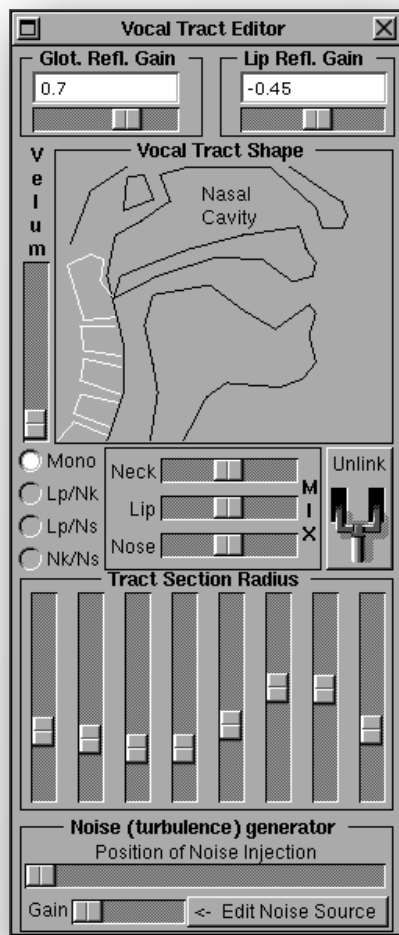 Vocal Tract Editor
Glot. Refl. Gain
Lip Refl. Gain
0.7
-0.45
Velum
Vocal Tract Shape
Nasal
Cavity
Mono
Lp/Nk
Lp/Ns
Nk/Ns
Neck
Lip
Nose
MIX
Unlink
Tract Section Radius
Noise (turbulence) generator
Position of Noise Injection
Gain
<- Edit Noise Source